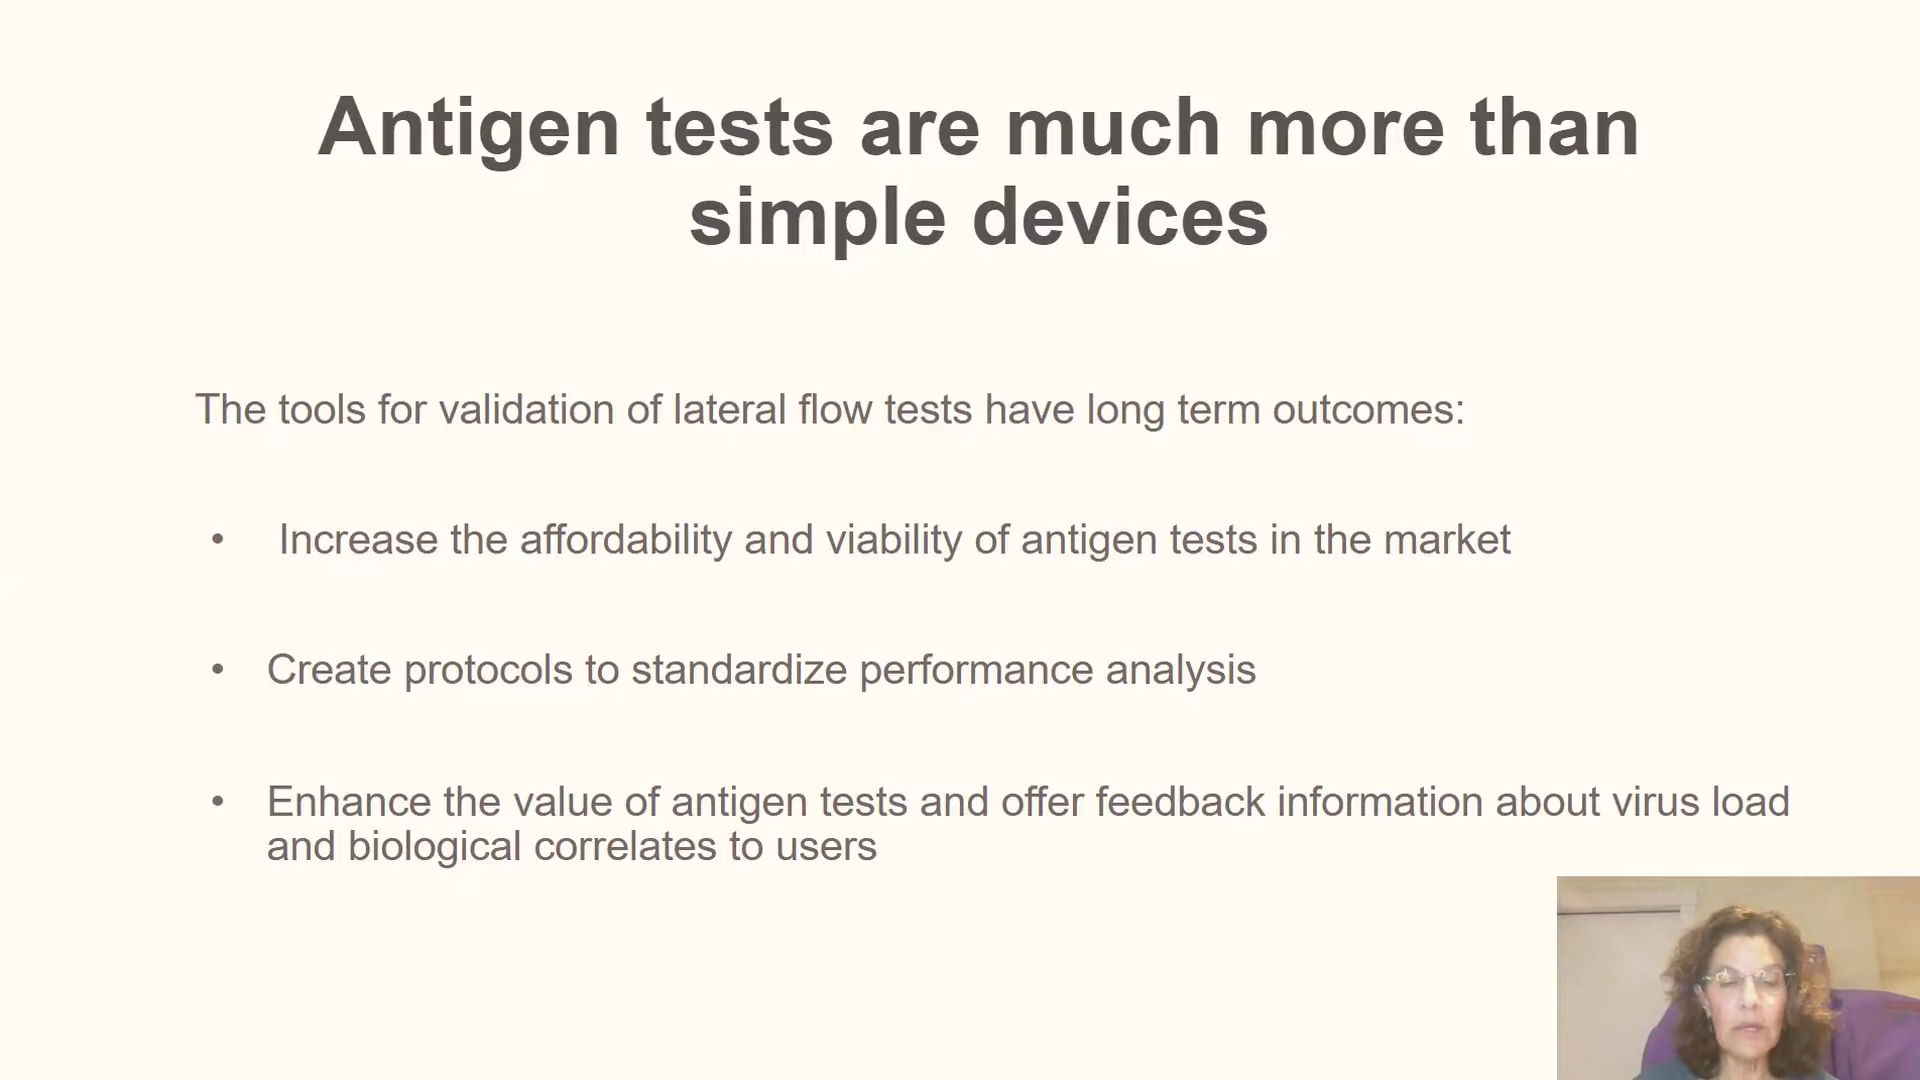 Antigen tests are much more than
simple devices
The tools for validation of lateral flow tests have long term outcomes:
• Increase the affordability and viability of antigen tests in the market
• Create protocols to standardize performance analysis
• Enhance the value of antigen tests and offer feedback information about virus load
and biological correlates to users